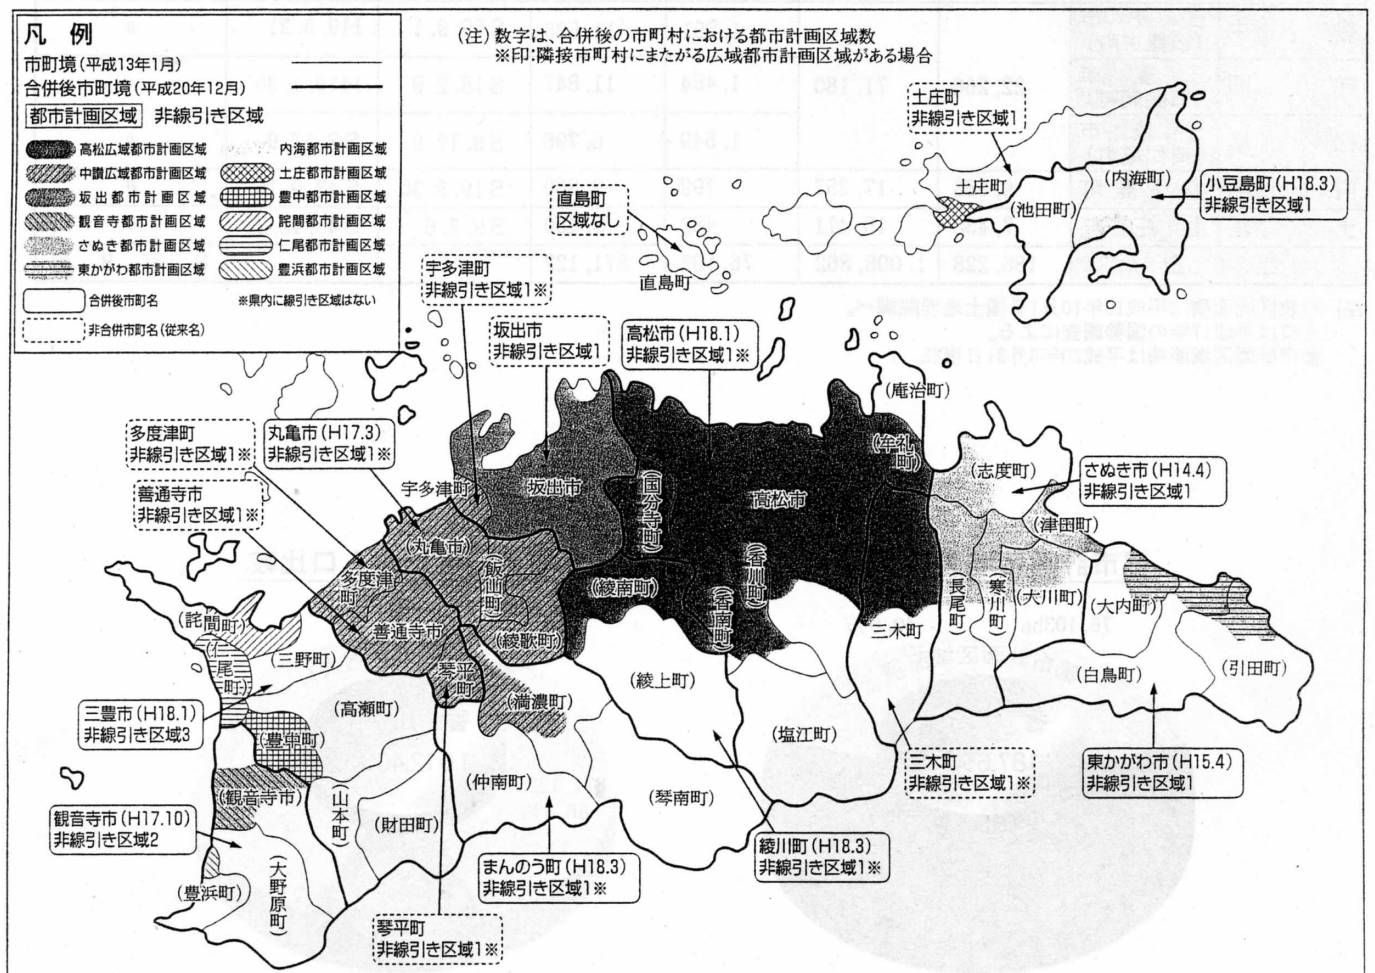 凡 例
市町境(平成13年1月)
合併後市町境(平成20年12月)
都市計画区域 非線引き区域
高松広域都市計画区域
中讃広域都市計画区域
坂出都市計画区域
観音寺都市計画区域
さぬき都市計画区域
東かがわ都市計画区域
内海都市計画区域
土庄都市計画区域
豊中都市計画区域
詫間都市計画区域
仁尾都市計画区域
豊浜都市計画区域
合併後市町名
※県内に線引き区域はない
非合併市町名(従来名)
(注)数字は、合併後の市町村における都市計画区域数
※印:隣接市町村にまたがる広域都市計画区域がある場合
土庄町
非線引き区域1
土庄町
(内海町)
(池田町)
小豆島町(H18.3)
非線引き区域1
直島町
区域なし
直島町
宇多津町
非線引き区域1※
坂出市
非線引き区域1
高松市(H18.1)
非線引き区域1※
(庵治町)
多度津町
非線引き区域1※
丸亀市(H17.3)
非線引き区域1※
善通寺市
非線引き区域1※
宇多津町
坂出市
(国分寺町)
高松市
(牟礼町)
(志度町)
さぬき市(H14.4)
非線引き区域1
(津田町)
(丸亀市)
(飯山町)
多度津町
善通寺市
(綾歌町)
(綾南町)
(香南町)
(香川町)
三木町
(長尾町)
(寒川町)
(大川町)
(大内町)
(白鳥町)
(引田町)
(詫間町)
(仁尾町)
(三野町)
(高瀬町)
琴平町
(満濃町)
(綾上町)
(塩江町)
三豊市(H18.1)
非線引き区域3
(豊中町)
(観音寺市)
(山本町)
(財田町)
(仲南町)
(琴南町)
三木町
非線引き区域1※
東かがわ市(H15.4)
非線引き区域1
観音寺市(H17.10)
非線引き区域2
(豊浜町)
(大野原町)
まんのう町(H18.3)
非線引き区域1※
綾川町(H18.3)
非線引き区域1※
琴平町
非線引き区域1※